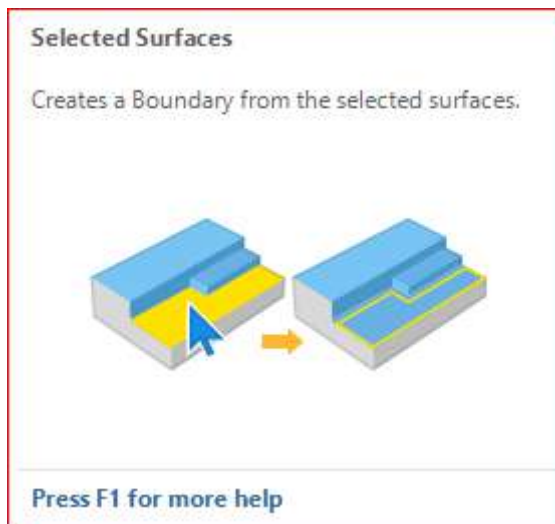 Selected Surfaces
Creates a Boundary from the selected surfaces.
Press F1 for more help